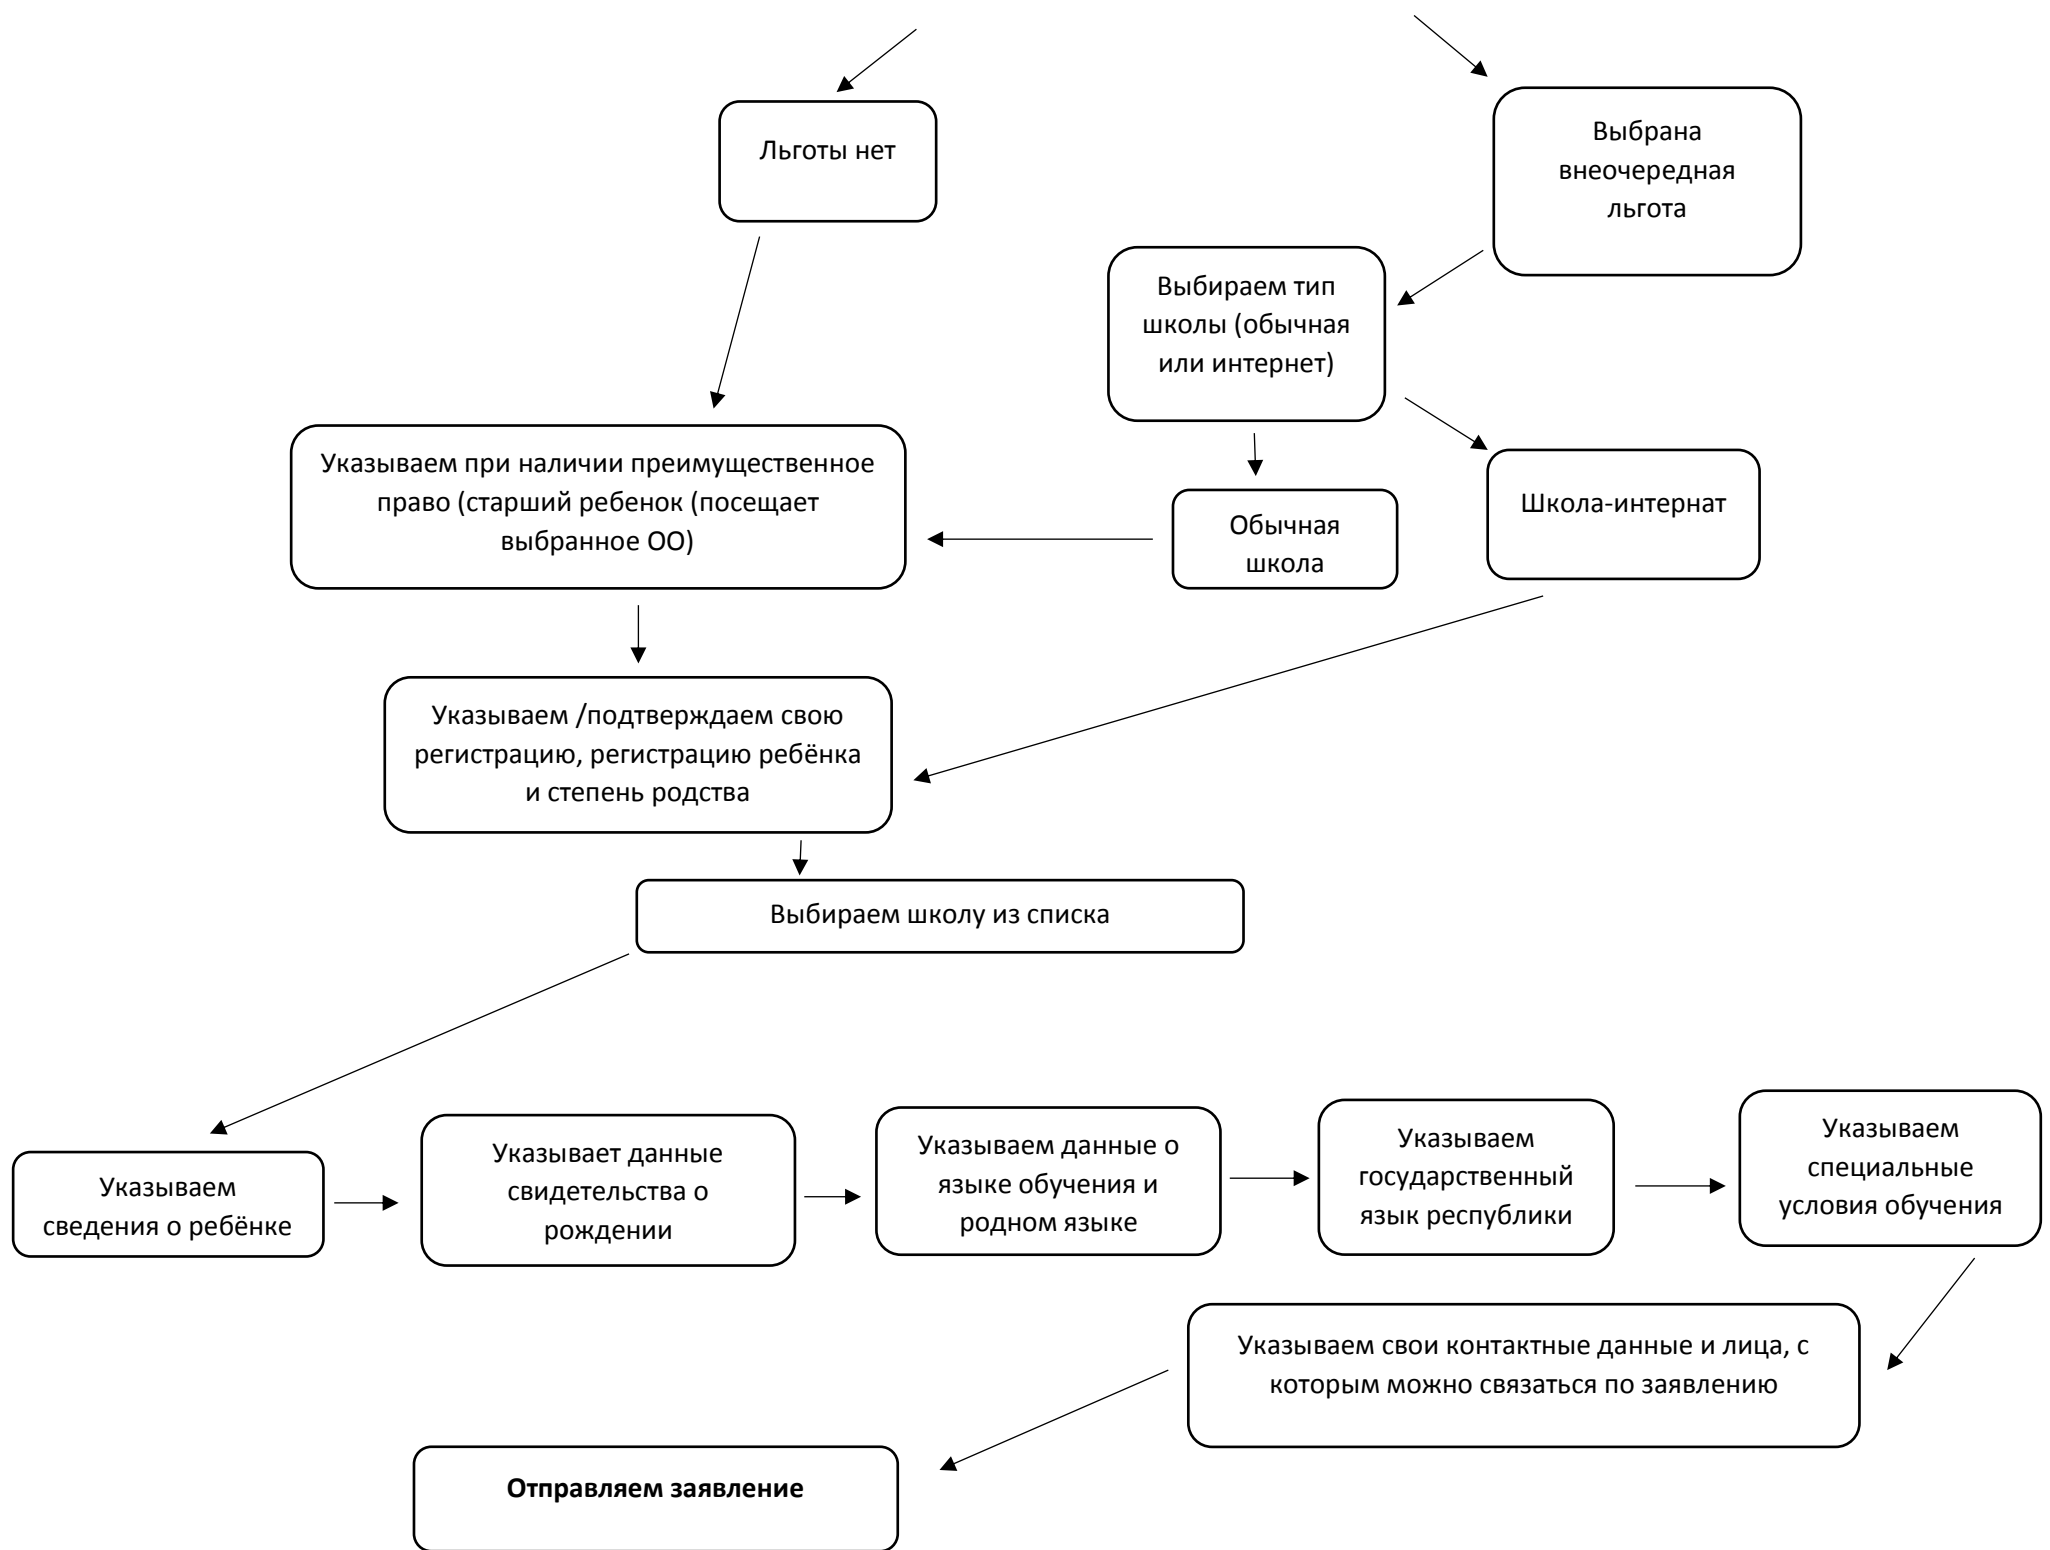 Льготы нет
Выбрана
внеочередная
льгота
Выбираем тип
школы (обычная
или интернет)
Указываем при наличии преимущественное
право (старший ребенок (посещает
выбранное ОО)
Обычная
школа
Школа-интернат
Указываем /подтверждаем свою
регистрацию, регистрацию ребёнка
и степень родства
Выбираем школу из списка
Указываем
сведения о ребёнке
Указывает данные
свидетельства о
рождении
Указываем данные о
языке обучения и
родном языке
Указываем
государственный
язык республики
Указываем
специальные
условия обучения
Указываем свои контактные данные и лица, с
которым можно связаться по заявлению
Отправляем заявление